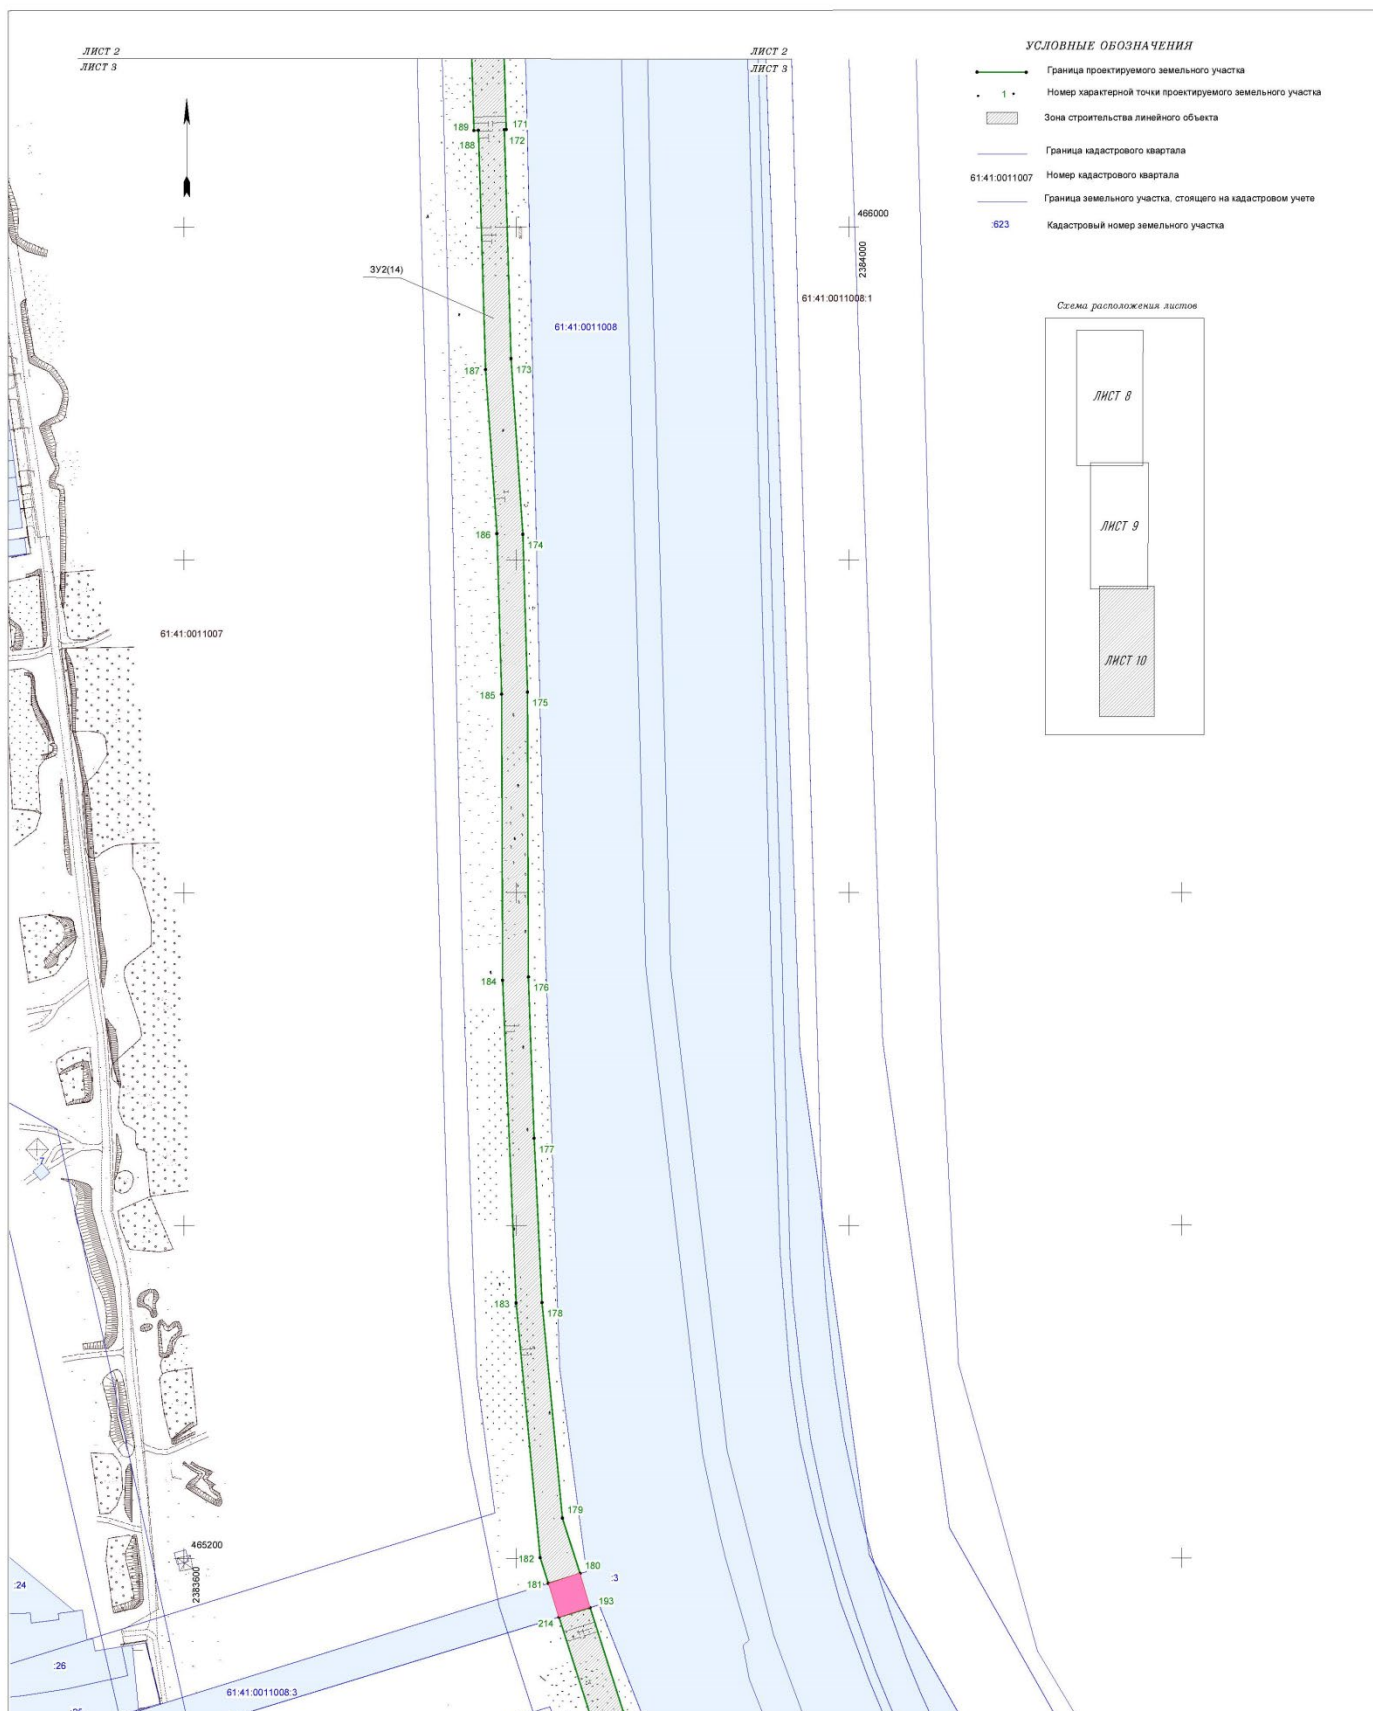 ЛИСТ 2
ЛИСТ 3
ЛИСТ 2
ЛИСТ 3
УСЛОВНЫЕ ОБОЗНАЧЕНИЯ
Граница проектируемого земельного участка
1 Номер характерной точки проектируемого земельного участка
Зона строительства линейного объекта
Граница кадастрового квартала
61:41:0011007 Номер кадастрового квартала
Граница земельного участка, стоящего на кадастровом учете
:623 Кадастровый номер земельного участка
Схема расположения листов
ЛИСТ 8
ЛИСТ 9
ЛИСТ 10
189
171
188
172
466000
2384000
ЗУ2(14)
61:41:0011008:1
61:41:0011008
187
173
186
174
61:41:0011007
185
175
184
176
177
7
183
178
179
465200
2383600
182
180
:3
181
:24
193
214
:26
61:41:0011008:3